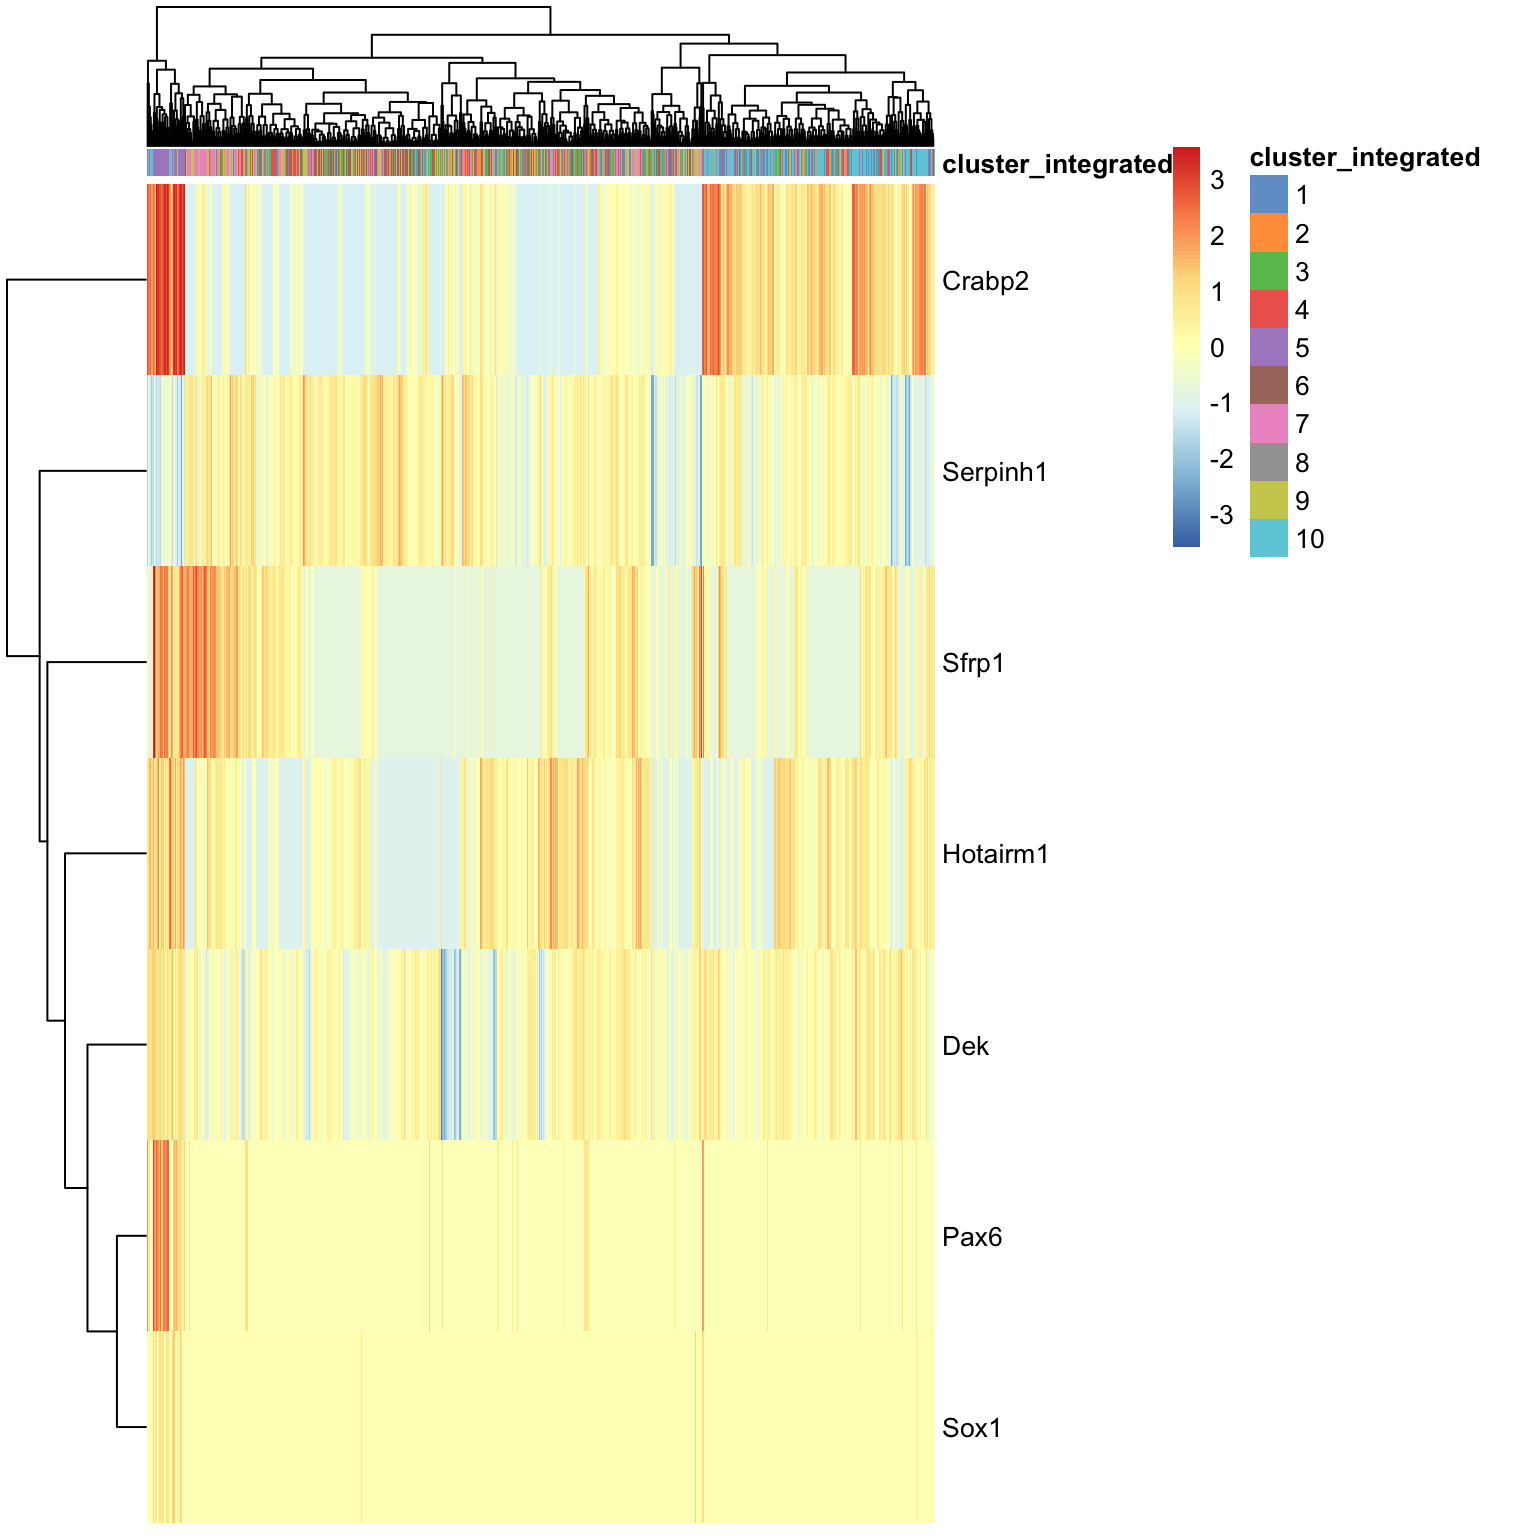 cluster_integrated
Crabp2
Serpinh1
Sfrp1
Hotairm1
Dek
Pax6
Sox1
3
2
1
0
-1
-2
-3
cluster_integrated
1
2
3
4
5
6
7
8
9
10